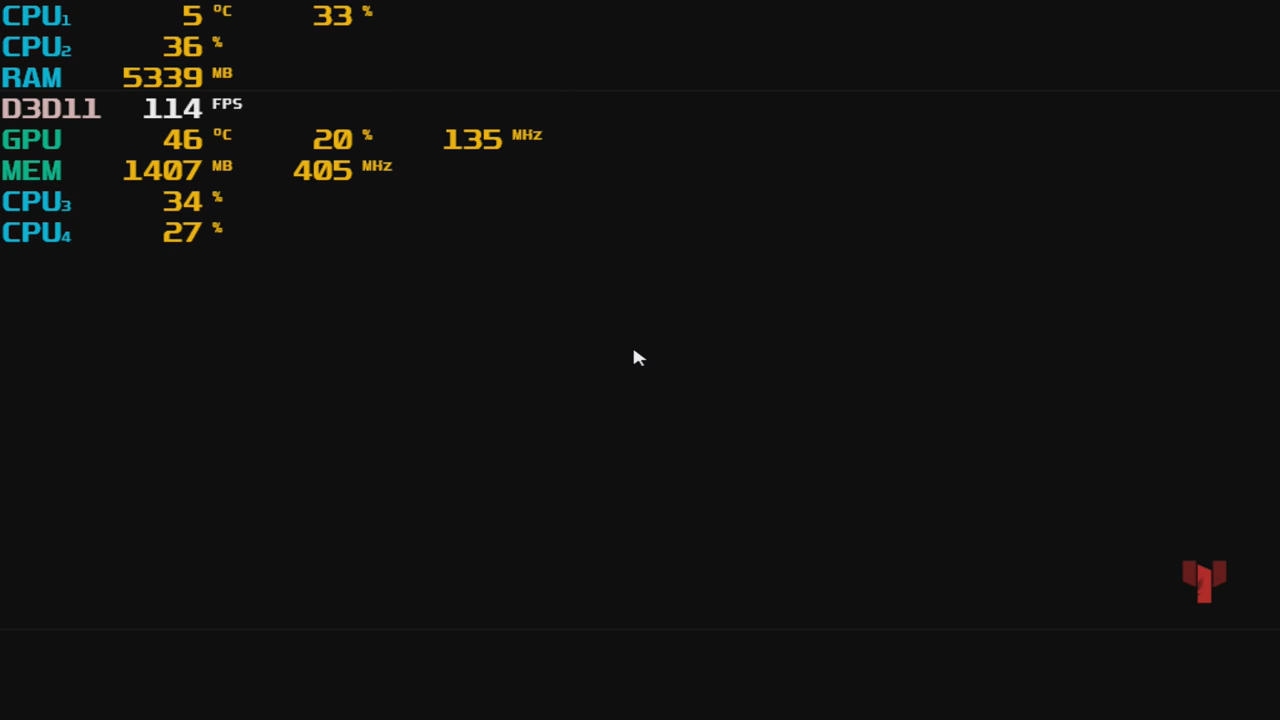 CPU₁ 5 °C 33 %
CPU₂ 36 %
RAM 5339 MB
D3D11 114 FPS
GPU 46 °C 20 % 135 MHz
MEM 1407 MB 405 MHz
CPU₃ 34 %
CPU₄ 27 %